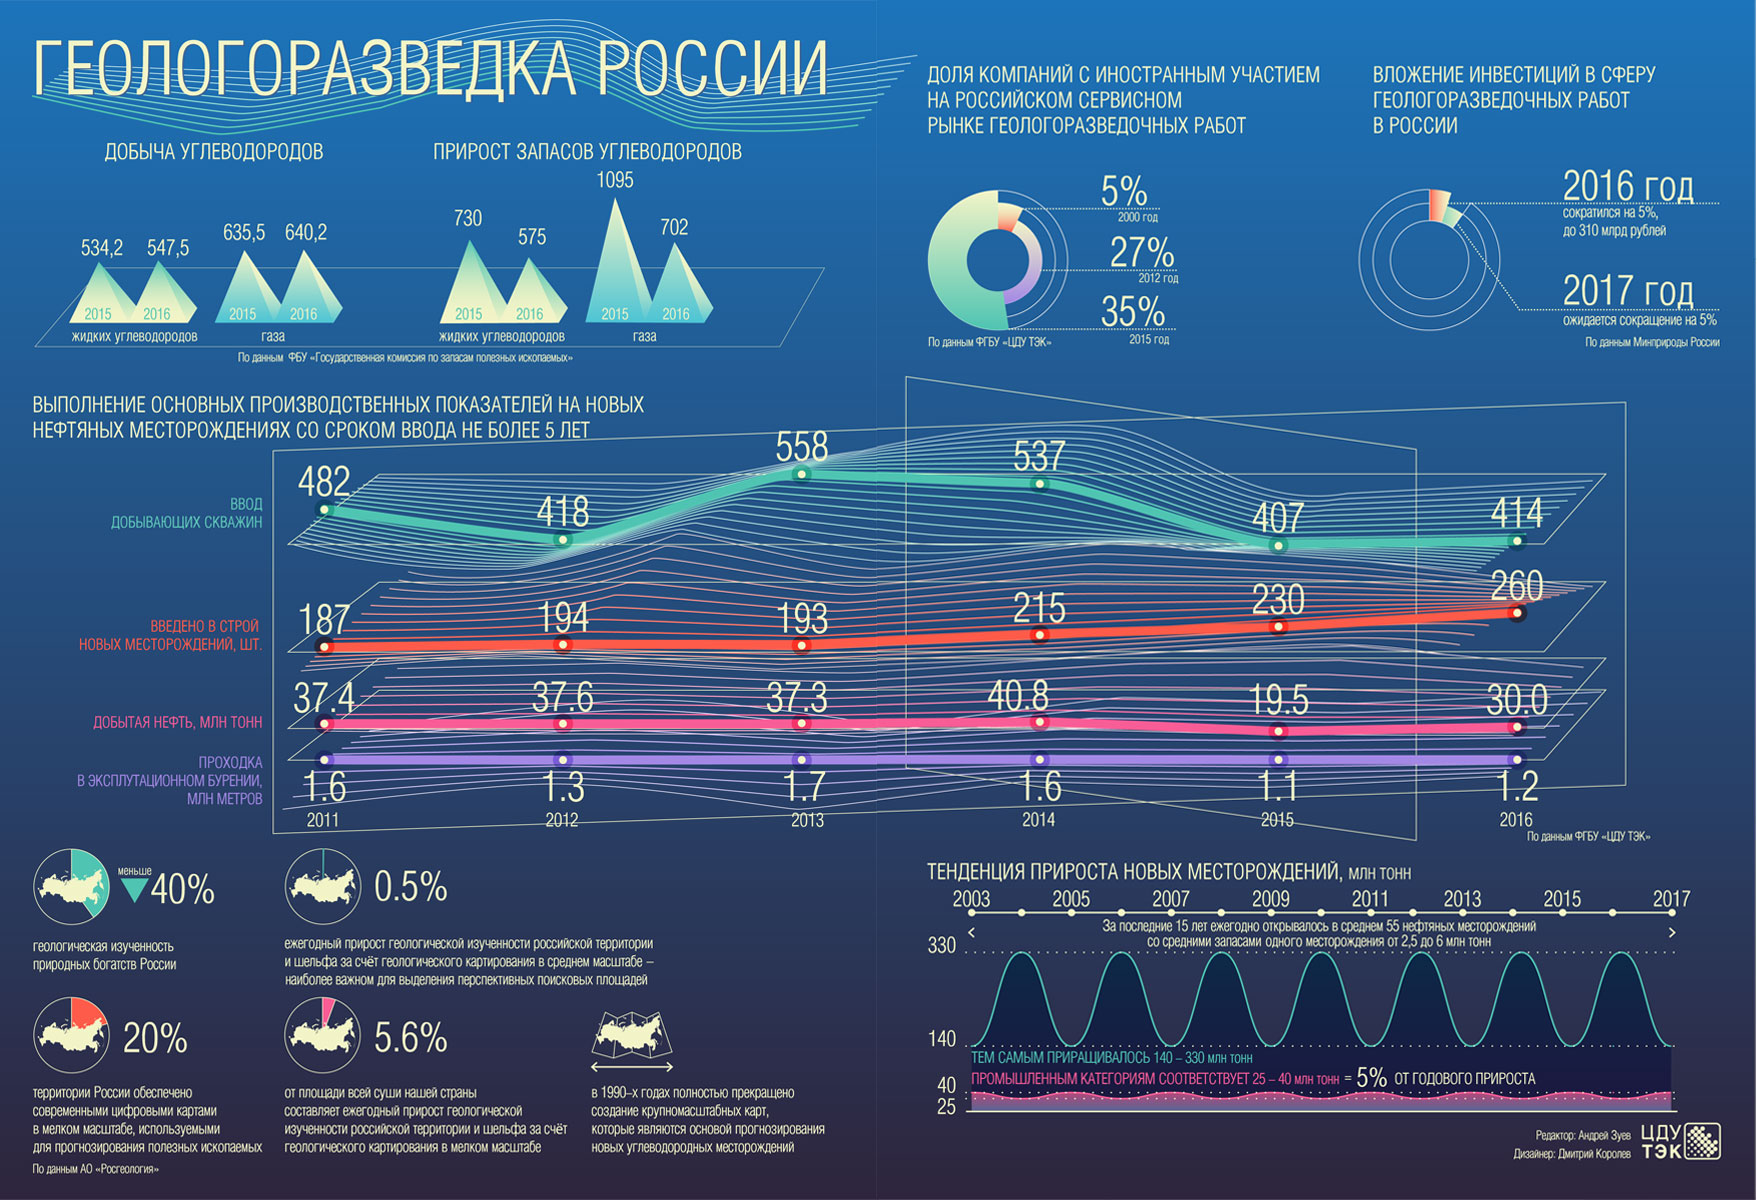 ГЕОЛОГОРАЗВЕДКА РОССИИ
ДОБЫЧА УГЛЕВОДОРОДОВ
534,2
547,5
635,5
640,2
2015
2016
2015
2016
жидких углеводородов
газа
ПРИРОСТ ЗАПАСОВ УГЛЕВОДОРОДОВ
730
575
1095
702
2015
2016
2015
2016
жидких углеводородов
газа
По данным ФБУ «Государственная комиссия по запасам полезных ископаемых»
ДОЛЯ КОМПАНИЙ С ИНОСТРАННЫМ УЧАСТИЕМ
НА РОССИЙСКОМ СЕРВИСНОМ
РЫНКЕ ГЕОЛОГОРАЗВЕДОЧНЫХ РАБОТ
5%
2000 год
27%
2012 год
35%
2015 год
По данным ФГБУ «ЦДУ ТЭК»
ВЛОЖЕНИЕ ИНВЕСТИЦИЙ В СФЕРУ
ГЕОЛОГОРАЗВЕДОЧНЫХ РАБОТ
В РОССИИ
2016 год
сократился на 5%,
до 310 млрд рублей
2017 год
ожидается сокращение на 5%
По данным Минприроды России
ВЫПОЛНЕНИЕ ОСНОВНЫХ ПРОИЗВОДСТВЕННЫХ ПОКАЗАТЕЛЕЙ НА НОВЫХ
НЕФТЯНЫХ МЕСТОРОЖДЕНИЯХ СО СРОКОМ ВВОДА НЕ БОЛЕЕ 5 ЛЕТ
ВВОД
ДОБЫВАЮЩИХ СКВАЖИН
482
418
558
537
407
414
ВВЕДЕНО В СТРОЙ
НОВЫХ МЕСТОРОЖДЕНИЙ, ШТ.
187
194
193
215
230
260
ДОБЫТАЯ НЕФТЬ, МЛН ТОНН
37.4
37.6
37.3
40.8
19.5
30.0
ПРОХОДКА
В ЭКСПЛУТАЦИОННОМ БУРЕНИИ,
МЛН МЕТРОВ
1.6
1.3
1.7
1.6
1.1
1.2
2011
2012
2013
2014
2015
2016
По данным ФГБУ «ЦДУ ТЭК»
меньше
40%
геологическая изученность
природных богатств России
0.5%
ежегодный прирост геологической изученности российской территории
и шельфа за счёт геологического картирования в среднем масштабе –
наиболее важном для выделения перспективных поисковых площадей
20%
территории России обеспечено
современными цифровыми картами
в мелком масштабе, используемыми
для прогнозирования полезных ископаемых
По данным АО «Росгеология»
5.6%
от площади всей суши нашей страны
составляет ежегодный прирост геологической
изученности российской территории и шельфа за счёт
геологического картирования в мелком масштабе
в 1990–х годах полностью прекращено
создание крупномасштабных карт,
которые являются основой прогнозирования
новых углеводородных месторождений
ТЕНДЕНЦИЯ ПРИРОСТА НОВЫХ МЕСТОРОЖДЕНИЙ, МЛН ТОНН
2003
2005
2007
2009
2011
2013
2015
2017
За последние 15 лет ежегодно открывалось в среднем 55 нефтяных месторождений
со средними запасами одного месторождения от 2,5 до 6 млн тонн
330
140
ТЕМ САМЫМ ПРИРАЩИВАЛОСЬ 140 – 330 млн тонн
ПРОМЫШЛЕННЫМ КАТЕГОРИЯМ СООТВЕТСТВУЕТ 25 – 40 млн тонн = 5% ОТ ГОДОВОГО ПРИРОСТА
40
25
Редактор: Андрей Зуев
Дизайнер: Дмитрий Королев
ЦДУ
ТЭК